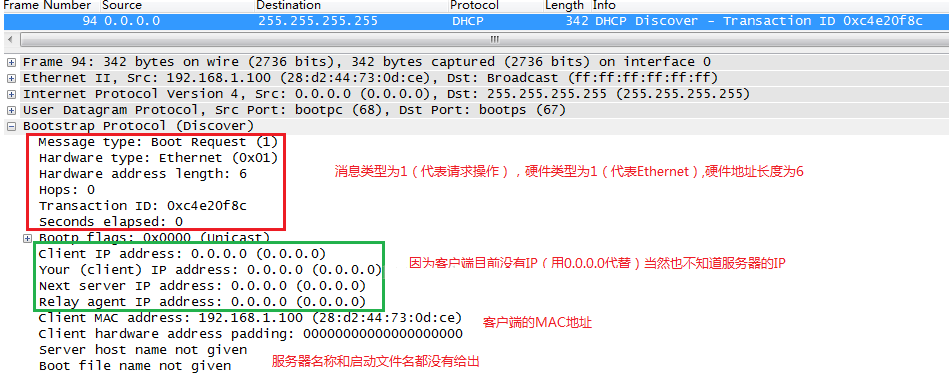 Frame Number Source Destination Protocol Length Info
94 0.0.0.0 255.255.255.255 DHCP 342 DHCP Discover - Transaction ID 0xc4e20f8c
Frame 94: 342 bytes on wire (2736 bits), 342 bytes captured (2736 bits) on interface 0
Ethernet II, Src: 192.168.1.100 (28:d2:44:73:0d:ce), Dst: Broadcast (ff:ff:ff:ff:ff:ff)
Internet Protocol Version 4, Src: 0.0.0.0 (0.0.0.0), Dst: 255.255.255.255 (255.255.255.255)
User Datagram Protocol, Src Port: bootpc (68), Dst Port: bootps (67)
Bootstrap Protocol (Discover)
Message type: Boot Request (1)
Hardware type: Ethernet (0x01)
Hardware address length: 6
消息类型为1（代表请求操作），硬件类型为1（代表Ethernet）,硬件地址长度为6
Hops: 0
Transaction ID: 0xc4e20f8c
Seconds elapsed: 0
Bootp flags: 0x0000 (Unicast)
Client IP address: 0.0.0.0 (0.0.0.0)
Your (client) IP address: 0.0.0.0 (0.0.0.0)
因为客户端目前没有IP（用0.0.0.0代替）当然也不知道服务器的IP
Next server IP address: 0.0.0.0 (0.0.0.0)
Relay agent IP address: 0.0.0.0 (0.0.0.0)
Client MAC address: 192.168.1.100 (28:d2:44:73:0d:ce)
客户端的MAC地址
Client hardware address padding: 00000000000000000000
Server host name not given
服务器名称和启动文件名都没有给出
Boot file name not given